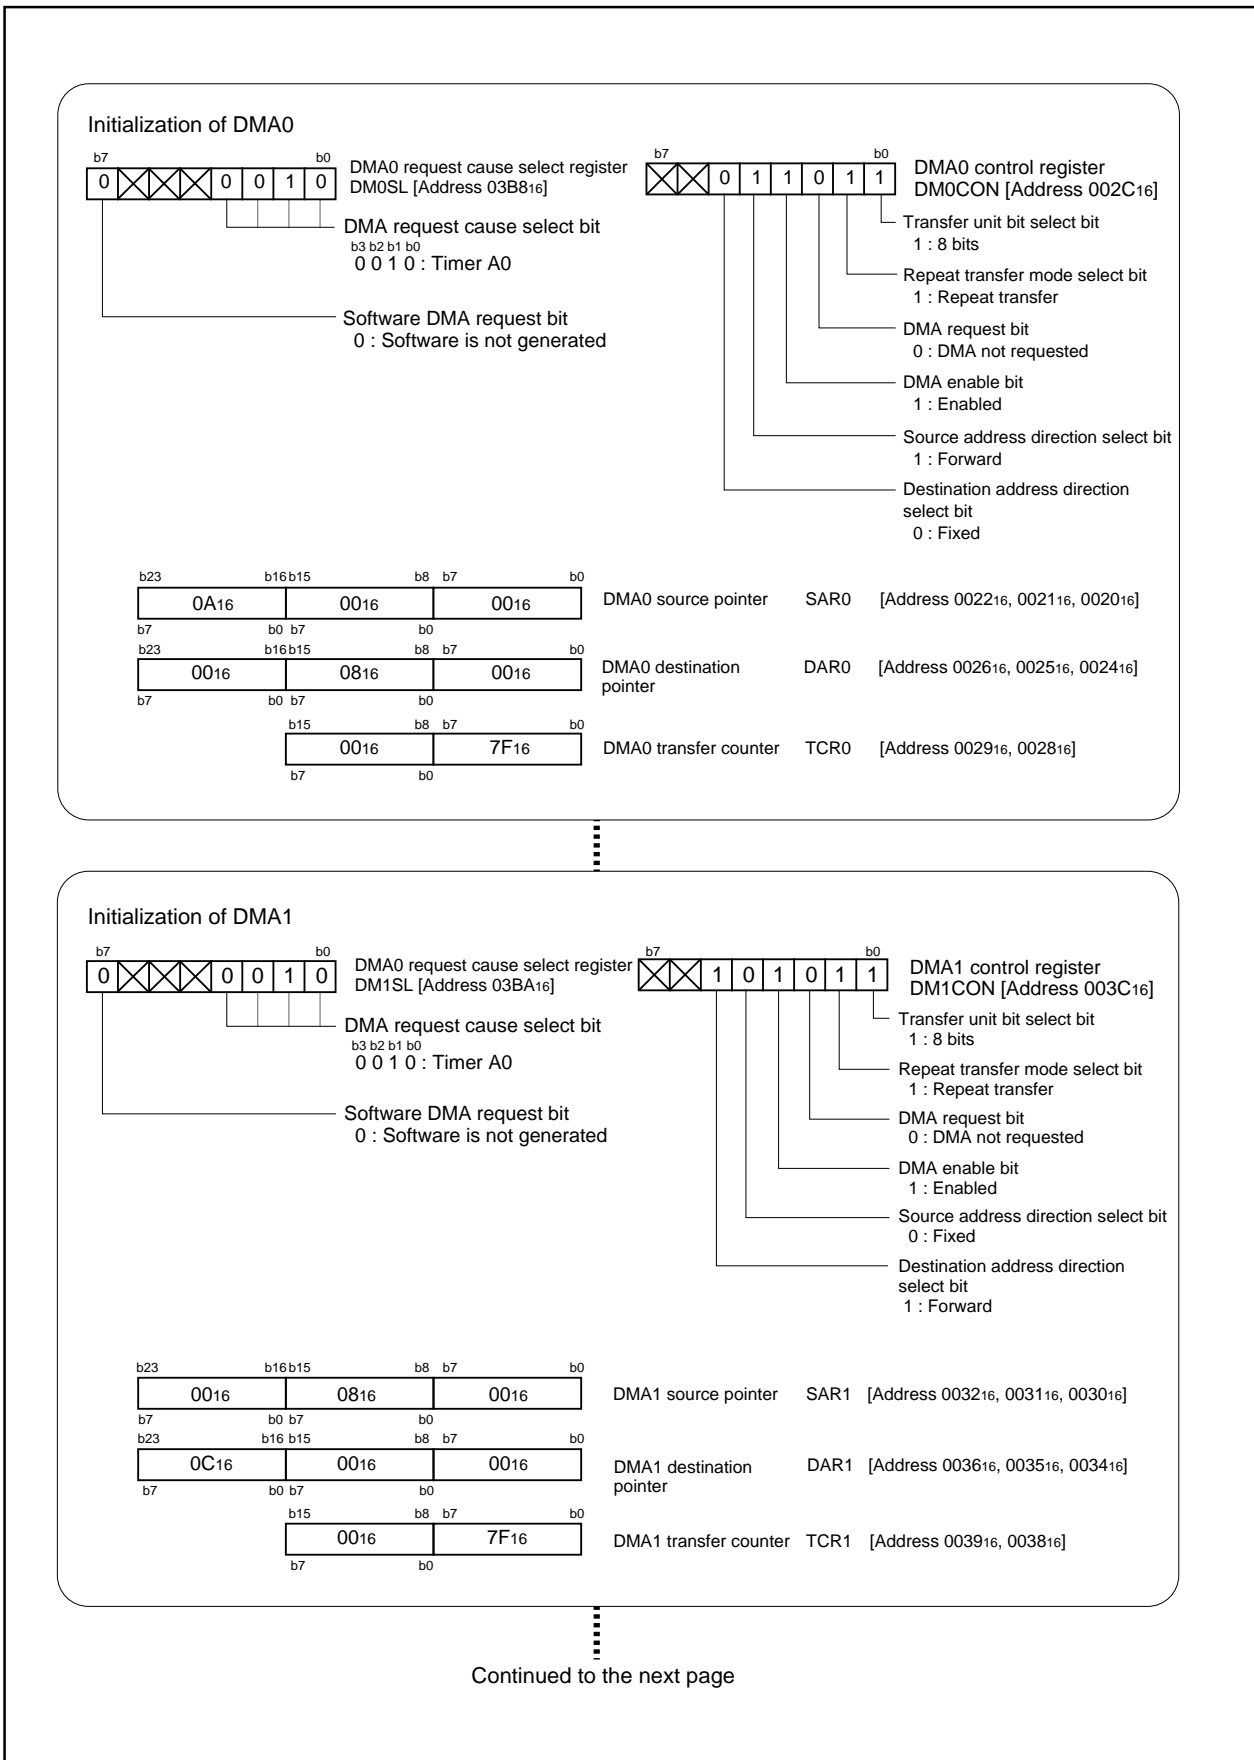 Initialization of DMA0
b7 b0
0 0 0 1 0
DMA0 request cause select register
DM0SL [Address 03B816]
DMA request cause select bit
b3 b2 b1 b0
0 0 1 0 : Timer A0
Software DMA request bit
0 : Software is not generated
b7 b0
0 1 1 0 1 1
DMA0 control register
DM0CON [Address 002C16]
Transfer unit bit select bit
1 : 8 bits
Repeat transfer mode select bit
1 : Repeat transfer
DMA request bit
0 : DMA not requested
DMA enable bit
1 : Enabled
Source address direction select bit
1 : Forward
Destination address direction
select bit
0 : Fixed
b23 b16 b15 b8 b7 b0
0A16 0016 0016
b7 b0 b7 b0
DMA0 source pointer SAR0 [Address 002216, 002116, 002016]
b23 b16 b15 b8 b7 b0
0016 0816 0016
b7 b0 b7 b0
DMA0 destination
pointer
DAR0 [Address 002616, 002516, 002416]
b15 b8 b7 b0
0016 7F16
b7 b0
DMA0 transfer counter TCR0 [Address 002916, 002816]
Initialization of DMA1
b7 b0
0 0 0 1 0
DMA0 request cause select register
DM1SL [Address 03BA16]
DMA request cause select bit
b3 b2 b1 b0
0 0 1 0 : Timer A0
Software DMA request bit
0 : Software is not generated
b7 b0
1 0 1 0 1 1
DMA1 control register
DM1CON [Address 003C16]
Transfer unit bit select bit
1 : 8 bits
Repeat transfer mode select bit
1 : Repeat transfer
DMA request bit
0 : DMA not requested
DMA enable bit
1 : Enabled
Source address direction select bit
0 : Fixed
Destination address direction
select bit
1 : Forward
b23 b16 b15 b8 b7 b0
0016 0816 0016
b7 b0 b7 b0
DMA1 source pointer SAR1 [Address 003216, 003116, 003016]
b23 b16 b15 b8 b7 b0
0C16 0016 0016
b7 b0 b7 b0
DMA1 destination
pointer
DAR1 [Address 003616, 003516, 003416]
b15 b8 b7 b0
0016 7F16
b7 b0
DMA1 transfer counter TCR1 [Address 003916, 003816]
Continued to the next page